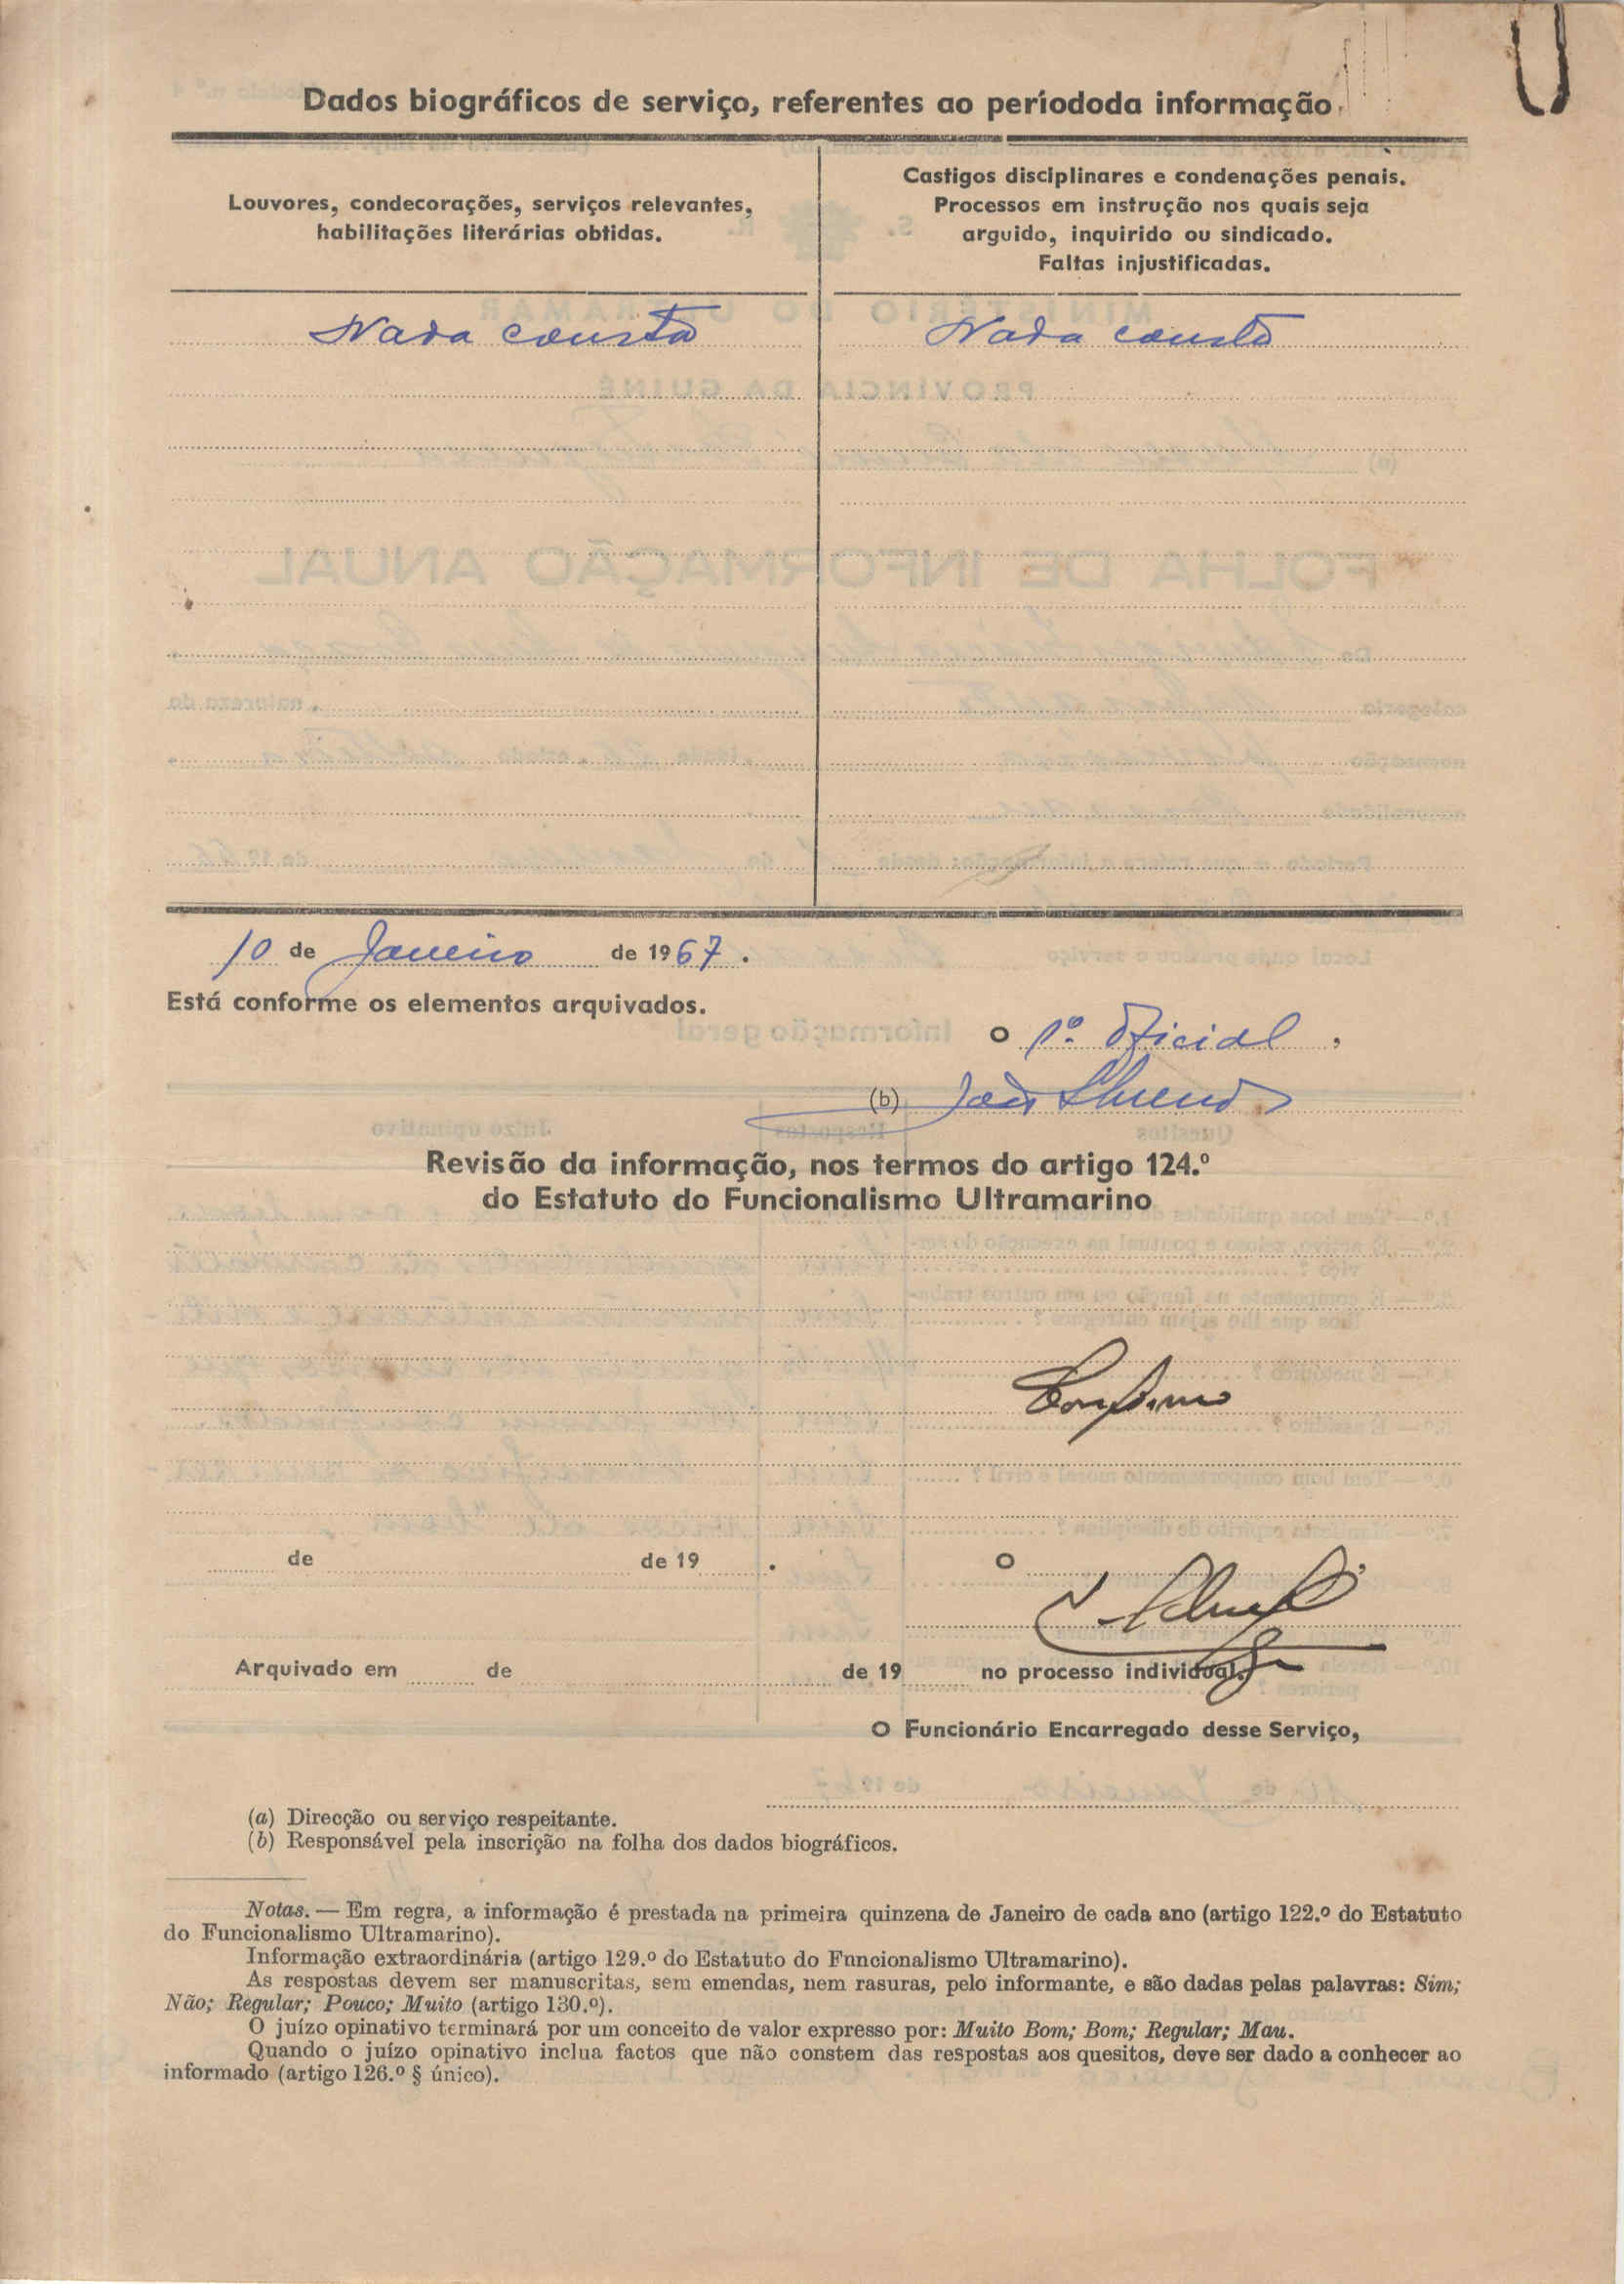 Dados biográficos de serviço, referentes ao períododa informação
Louvores, condecorações, serviços relevantes,
habilitações literárias obtidas.
Castigos disciplinares e condenações penais.
Processos em instrução nos quais seja
arguido, inquirido ou sindicado.
Faltas injustificadas.
Nada consta
Nada consta
10 de Janeiro de 1967.
Está conforme os elementos arquivados.
O 1º Oficial,
(b) João
Revisão da informação, nos termos do artigo 124.º
do Estatuto do Funcionalismo Ultramarino
Confirmo
de de 19 . O
Arquivado em de de 19 no processo individual.
O Funcionário Encarregado desse Serviço,
(a) Direcção ou serviço respeitante.
(b) Responsável pela inscrição na folha dos dados biográficos.
Notas. — Em regra, a informação é prestada na primeira quinzena de Janeiro de cada ano (artigo 122.º do Estatuto
do Funcionalismo Ultramarino).
Informação extraordinária (artigo 129.º do Estatuto do Fnncionalismo Ultramarino).
As respostas devem ser manuscritas, sem emendas, nem rasuras, pelo informante, e são dadas pelas palavras: Sim;
Não; Regular; Pouco; Muito (artigo 130.º).
O juízo opinativo terminará por um conceito de valor expresso por: Muito Bom; Bom; Regular; Mau.
Quando o juízo opinativo inclua factos que não constem das respostas aos quesitos, deve ser dado a conhecer ao
informado (artigo 126.º § único).